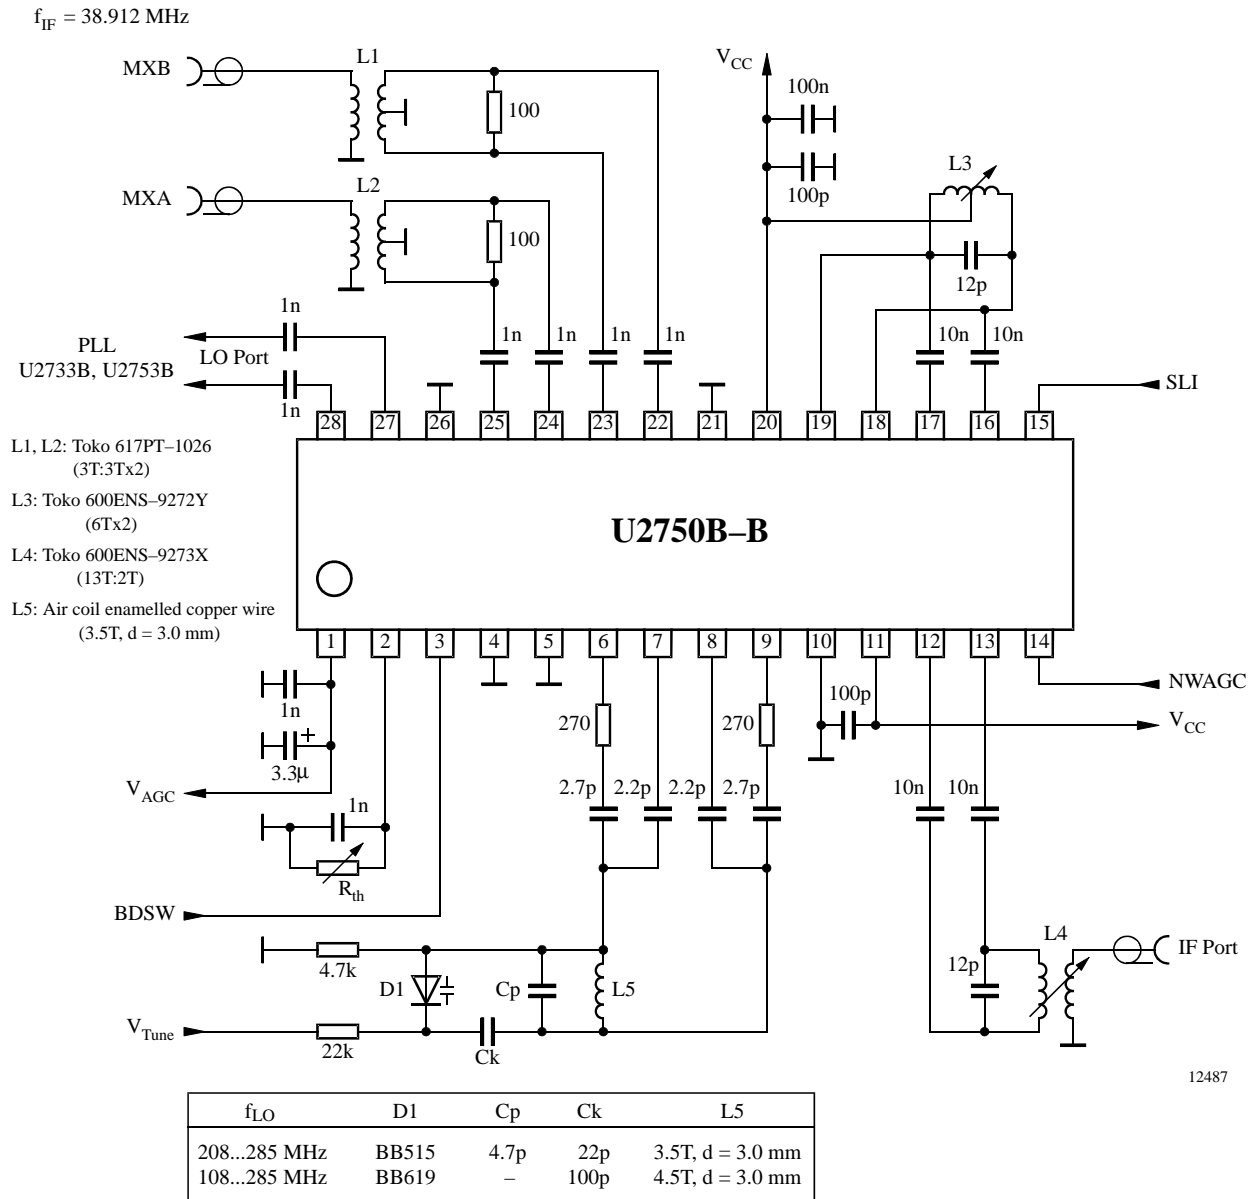 f_IF = 38.912 MHz
MXB
L1
100
V_CC
100n
100p
MXA
L2
100
L3
12p
1n
PLL
U2733B, U2753B
LO Port
1n
1n
1n
1n
1n
10n
10n
SLI
28 27 26 25 24 23 22 21 20 19 18 17 16 15
L1, L2: Toko 617PT–1026
(3T:3Tx2)
L3: Toko 600ENS–9272Y
(6Tx2)
L4: Toko 600ENS–9273X
(13T:2T)
L5: Air coil enamelled copper wire
(3.5T, d = 3.0 mm)
U2750B–B
1 2 3 4 5 6 7 8 9 10 11 12 13 14
1n
3.3µ
+
V_AGC
1n
R_th
BDSW
270
270
2.7p
2.2p
2.2p
2.7p
100p
NWAGC
V_CC
10n
10n
4.7k
D1
Cp
L5
V_Tune
22k
Ck
12p
L4
IF Port
12487
f_LO D1 Cp Ck L5
208...285 MHz BB515 4.7p 22p 3.5T, d = 3.0 mm
108...285 MHz BB619 – 100p 4.5T, d = 3.0 mm